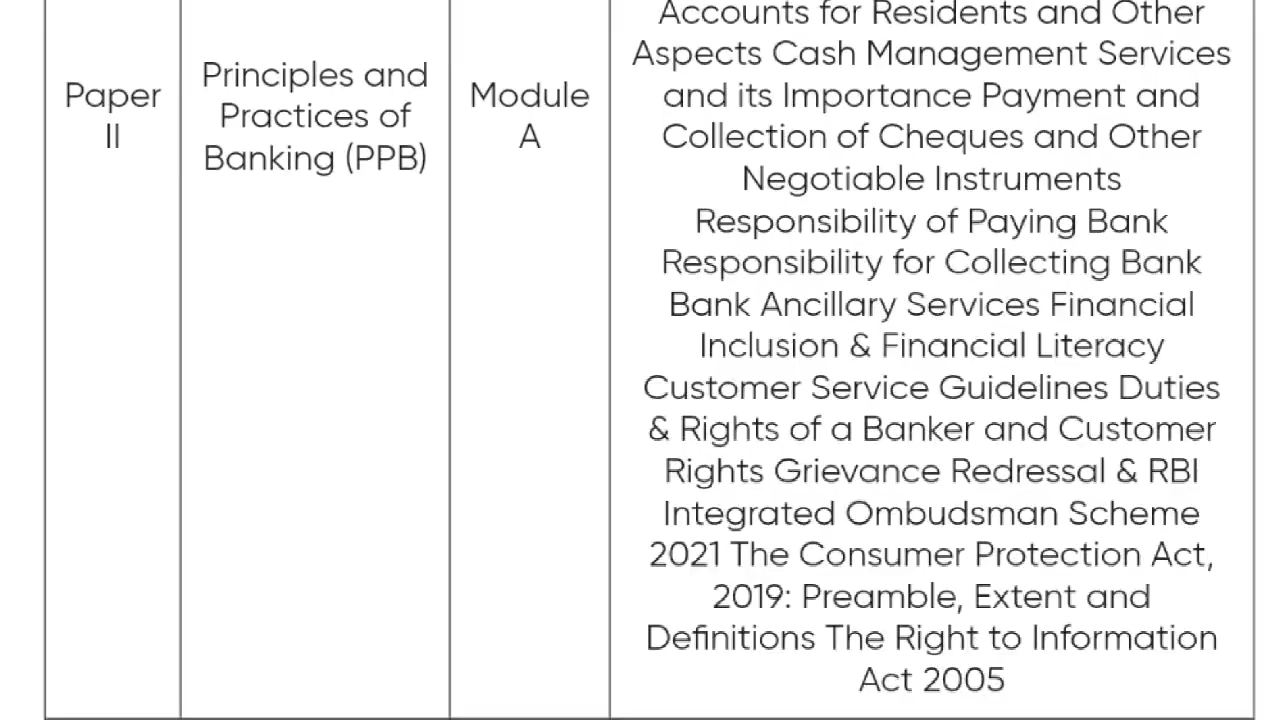 Paper
II
Principles and
Practices of
Banking (PPB)
Module
A
Accounts for Residents and Other
Aspects Cash Management Services
and its Importance Payment and
Collection of Cheques and Other
Negotiable Instruments
Responsibility of Paying Bank
Responsibility for Collecting Bank
Bank Ancillary Services Financial
Inclusion & Financial Literacy
Customer Service Guidelines Duties
& Rights of a Banker and Customer
Rights Grievance Redressal & RBI
Integrated Ombudsman Scheme
2021 The Consumer Protection Act,
2019: Preamble, Extent and
Definitions The Right to Information
Act 2005